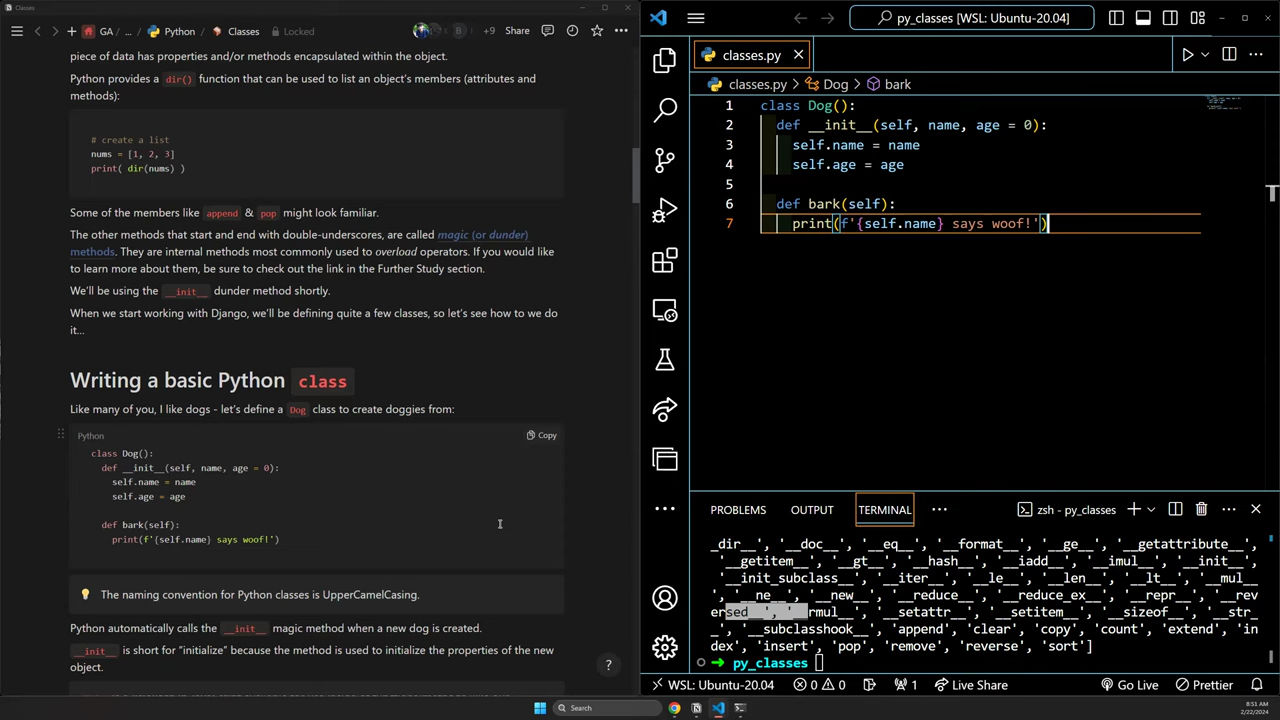 Classes
GA / ... / Python / Classes Locked
+9 Share
piece of data has properties and/or methods encapsulated within the object.
Python provides a dir() function that can be used to list an object's members (attributes and
methods):
# create a list
nums = [1, 2, 3]
print( dir(nums) )
Some of the members like append & pop might look familiar.
The other methods that start and end with double-underscores, are called magic (or dunder)
methods. They are internal methods most commonly used to overload operators. If you would like
to learn more about them, be sure to check out the link in the Further Study section.
We'll be using the __init__ dunder method shortly.
When we start working with Django, we'll be defining quite a few classes, so let's see how to we do
it...
Writing a basic Python class
Like many of you, I like dogs - let's define a Dog class to create doggies from:
Python
Copy
class Dog():
def __init__(self, name, age = 0):
self.name = name
self.age = age
def bark(self):
print(f'{self.name} says woof!')
The naming convention for Python classes is UpperCamelCasing.
Python automatically calls the __init__ magic method when a new dog is created.
__init__ is short for "initialize" because the method is used to initialize the properties of the new
object.
?
py_classes [WSL: Ubuntu-20.04]
classes.py
classes.py > Dog > bark
1 class Dog():
2 def __init__(self, name, age = 0):
3 self.name = name
4 self.age = age
5
6 def bark(self):
7 print(f'{self.name} says woof!')
PROBLEMS OUTPUT TERMINAL ... zsh - py_classes
_dir__', '__doc__', '__eq__', '__format__', '__ge__', '__getattribute__',
'__getitem__', '__gt__', '__hash__', '__iadd__', '__imul__', '__init__',
'__init_subclass__', '__iter__', '__le__', '__len__', '__lt__', '__mul__
', '__ne__', '__new__', '__reduce__', '__reduce_ex__', '__repr__', '__rev
ersed__', '__rmul__', '__setattr__', '__setitem__', '__sizeof__', '__str_
_', '__subclasshook__', 'append', 'clear', 'copy', 'count', 'extend', 'in
dex', 'insert', 'pop', 'remove', 'reverse', 'sort']
py_classes
WSL: Ubuntu-20.04 0 0 1 Live Share Go Live Prettier
Search
8:51 AM
2/22/2024